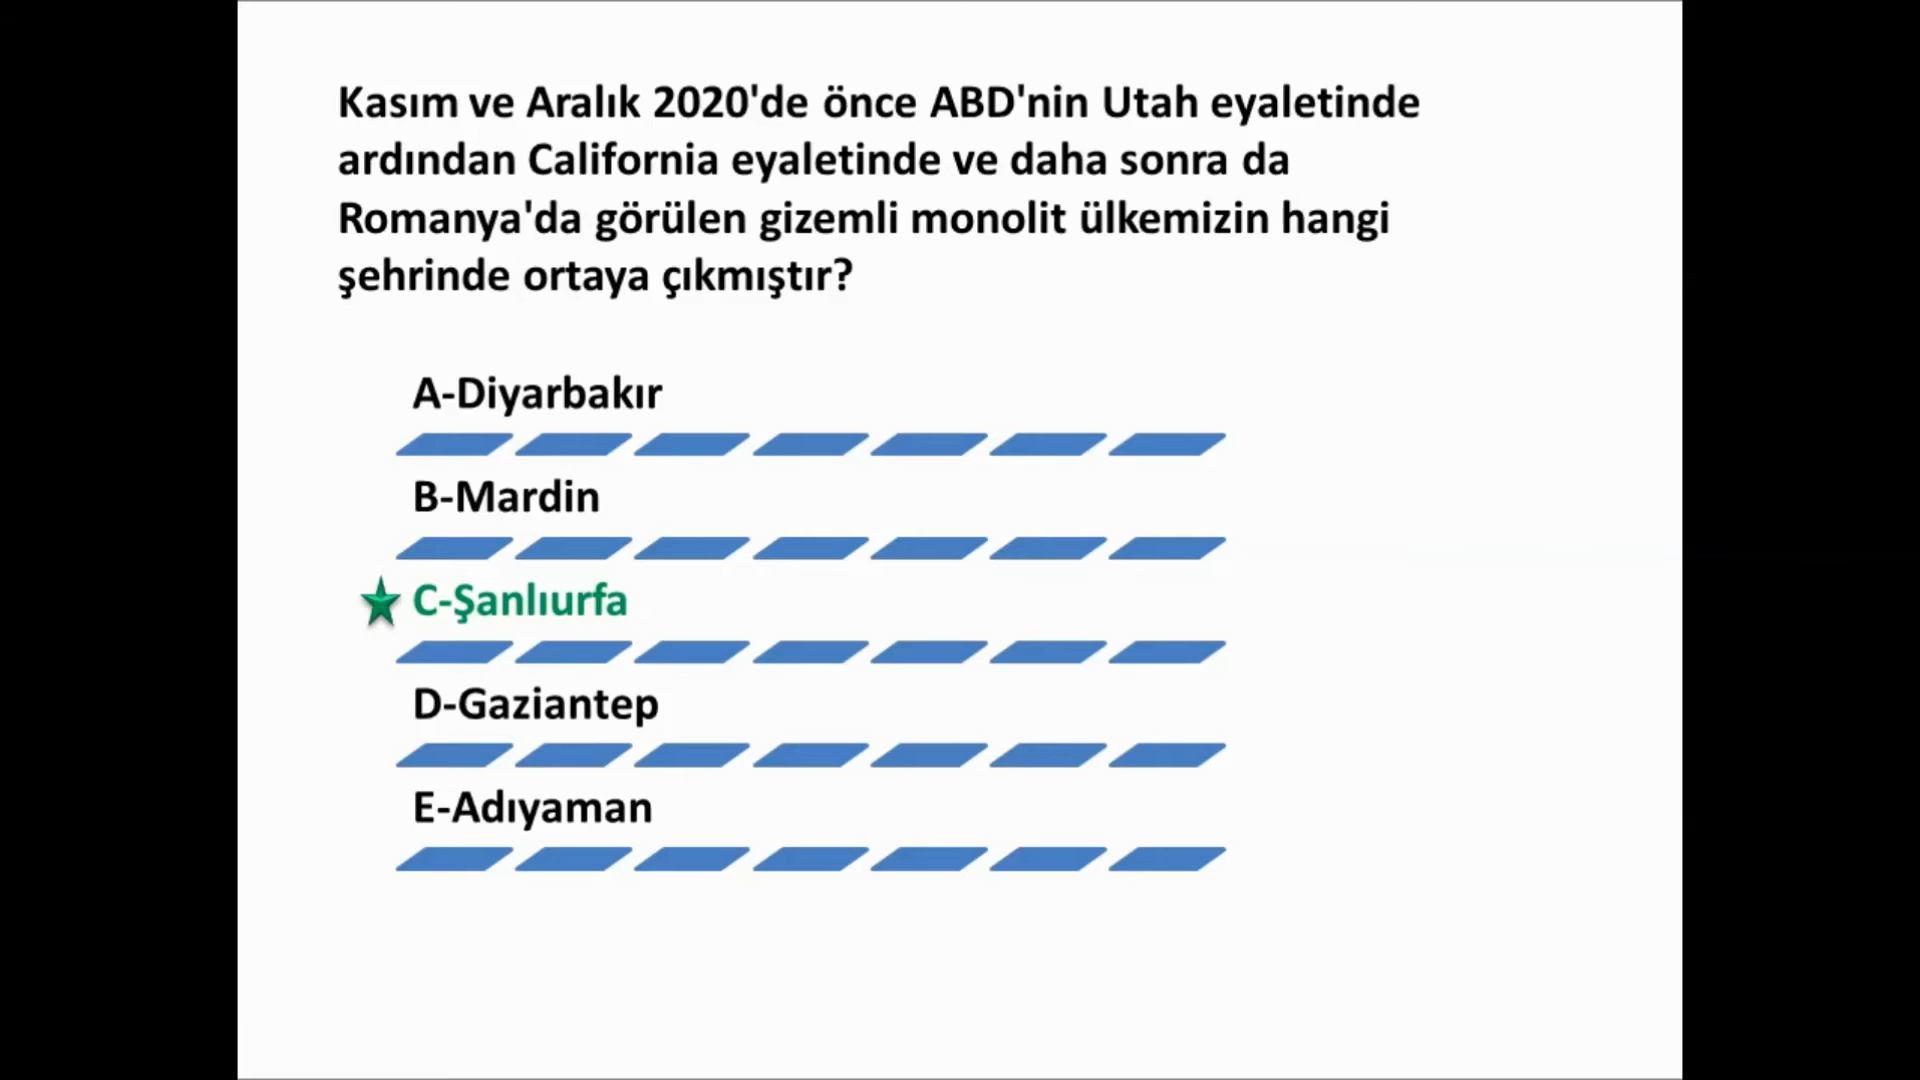 Kasım ve Aralık 2020'de önce ABD'nin Utah eyaletinde
ardından California eyaletinde ve daha sonra da
Romanya'da görülen gizemli monolit ülkemizin hangi
şehrinde ortaya çıkmıştır?
A-Diyarbakır
B-Mardin
C-Şanlıurfa
D-Gaziantep
E-Adıyaman